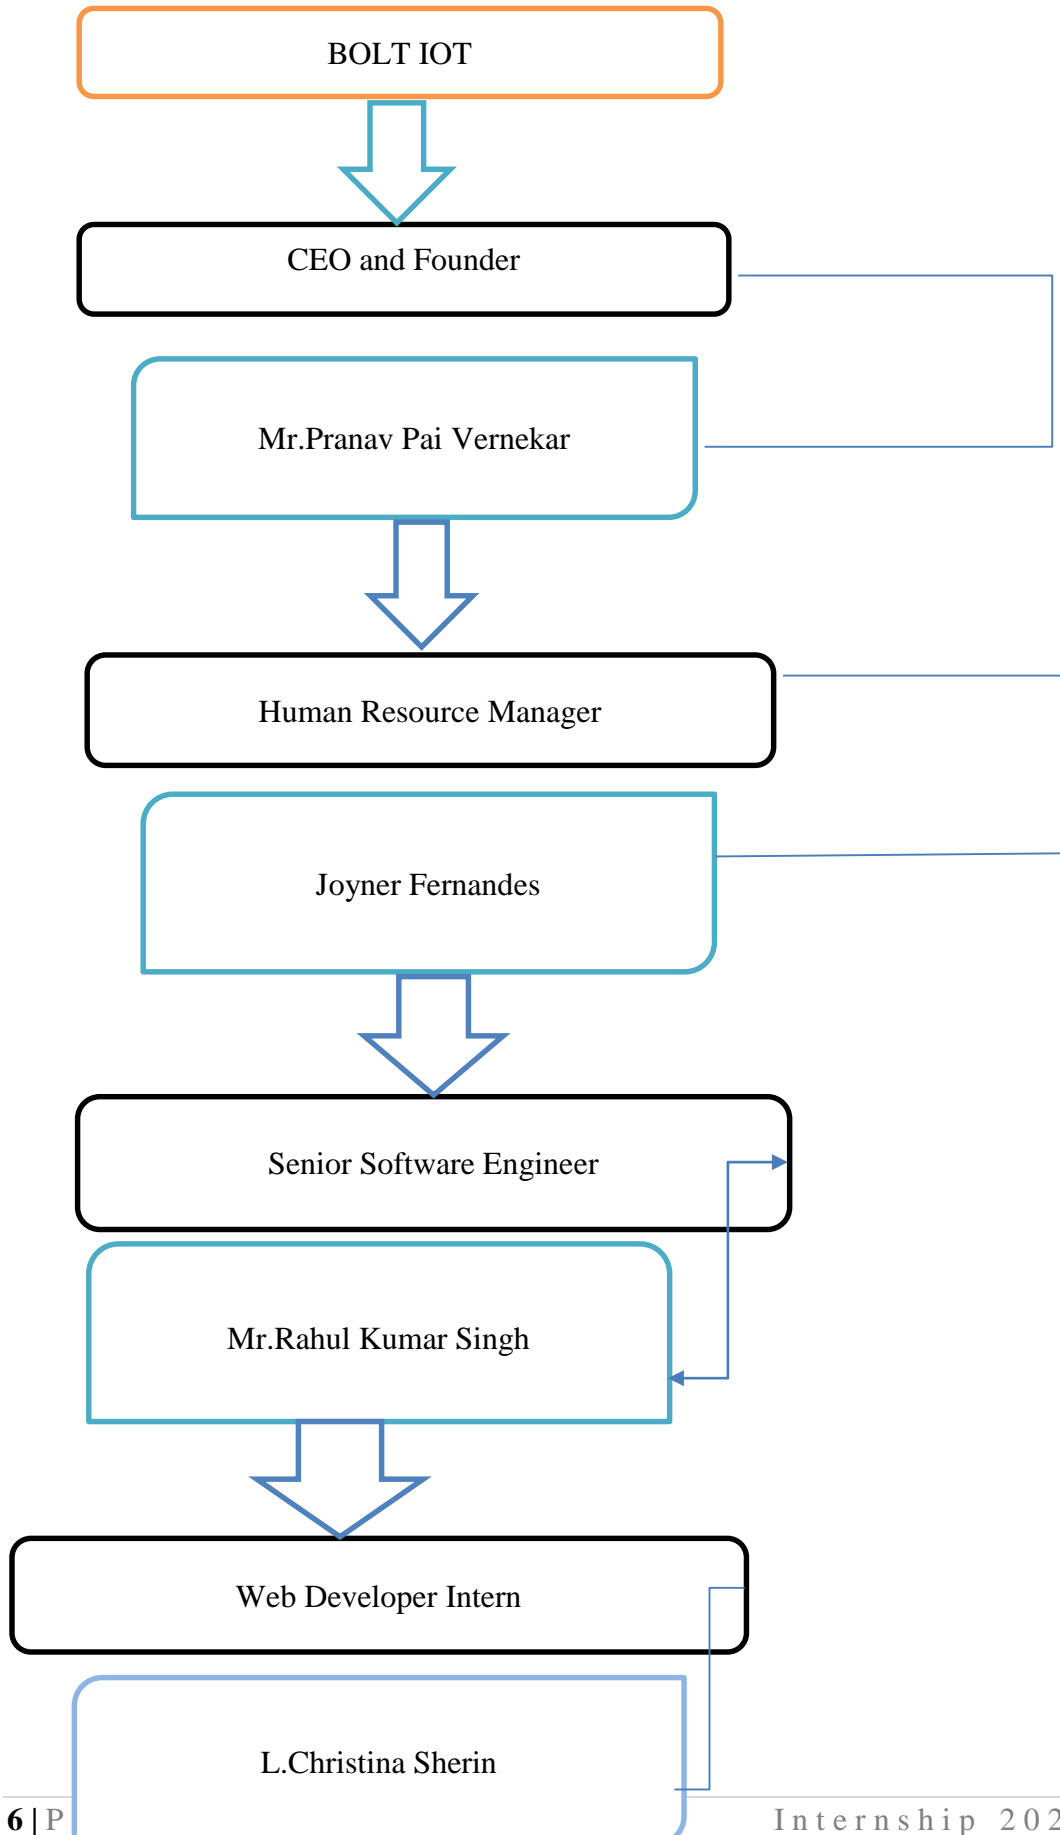 BOLT IOT
CEO and Founder
Mr.Pranav Pai Vernekar
Human Resource Manager
Joyner Fernandes
Senior Software Engineer
Mr.Rahul Kumar Singh
Web Developer Intern
L.Christina Sherin
6 | P
Internship 202